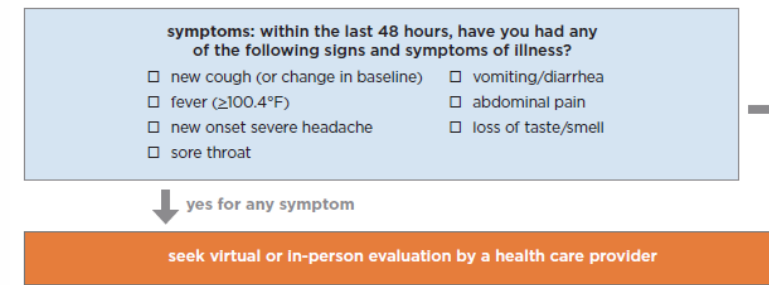 symptoms: within the last 48 hours, have you had any
of the following signs and symptoms of illness?
☐ new cough (or change in baseline)
☐ fever (≥100.4°F)
☐ new onset severe headache
☐ sore throat
☐ vomiting/diarrhea
☐ abdominal pain
☐ loss of taste/smell
yes for any symptom
seek virtual or in-person evaluation by a health care provider